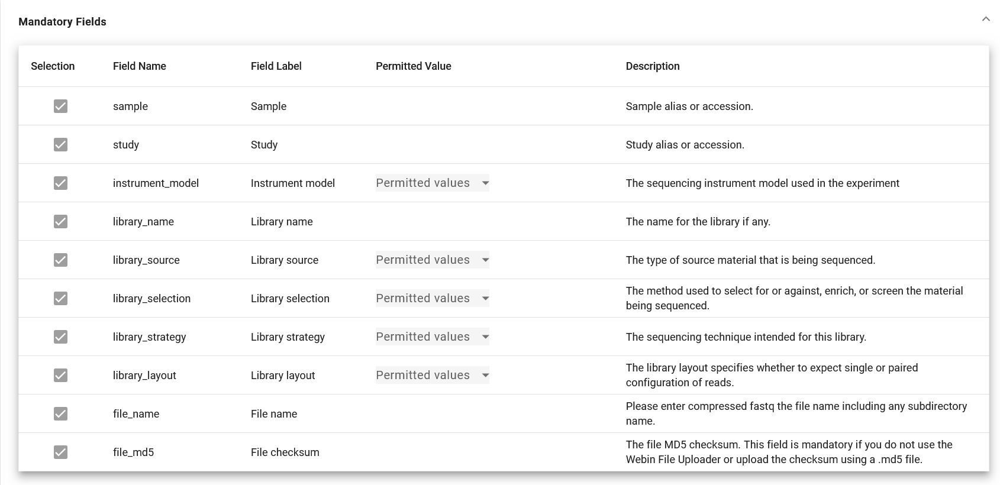 Mandatory Fields
Selection Field Name Field Label Permitted Value Description
sample Sample Sample alias or accession.
study Study Study alias or accession.
instrument_model Instrument model Permitted values The sequencing instrument model used in the experiment
library_name Library name The name for the library if any.
library_source Library source Permitted values The type of source material that is being sequenced.
library_selection Library selection Permitted values The method used to select for or against, enrich, or screen the material
being sequenced.
library_strategy Library strategy Permitted values The sequencing technique intended for this library.
library_layout Library layout Permitted values The library layout specifies whether to expect single or paired
configuration of reads.
file_name File name Please enter compressed fastq the file name including any subdirectory
name.
file_md5 File checksum The file MD5 checksum. This field is mandatory if you do not use the
Webin File Uploader or upload the checksum using a .md5 file.